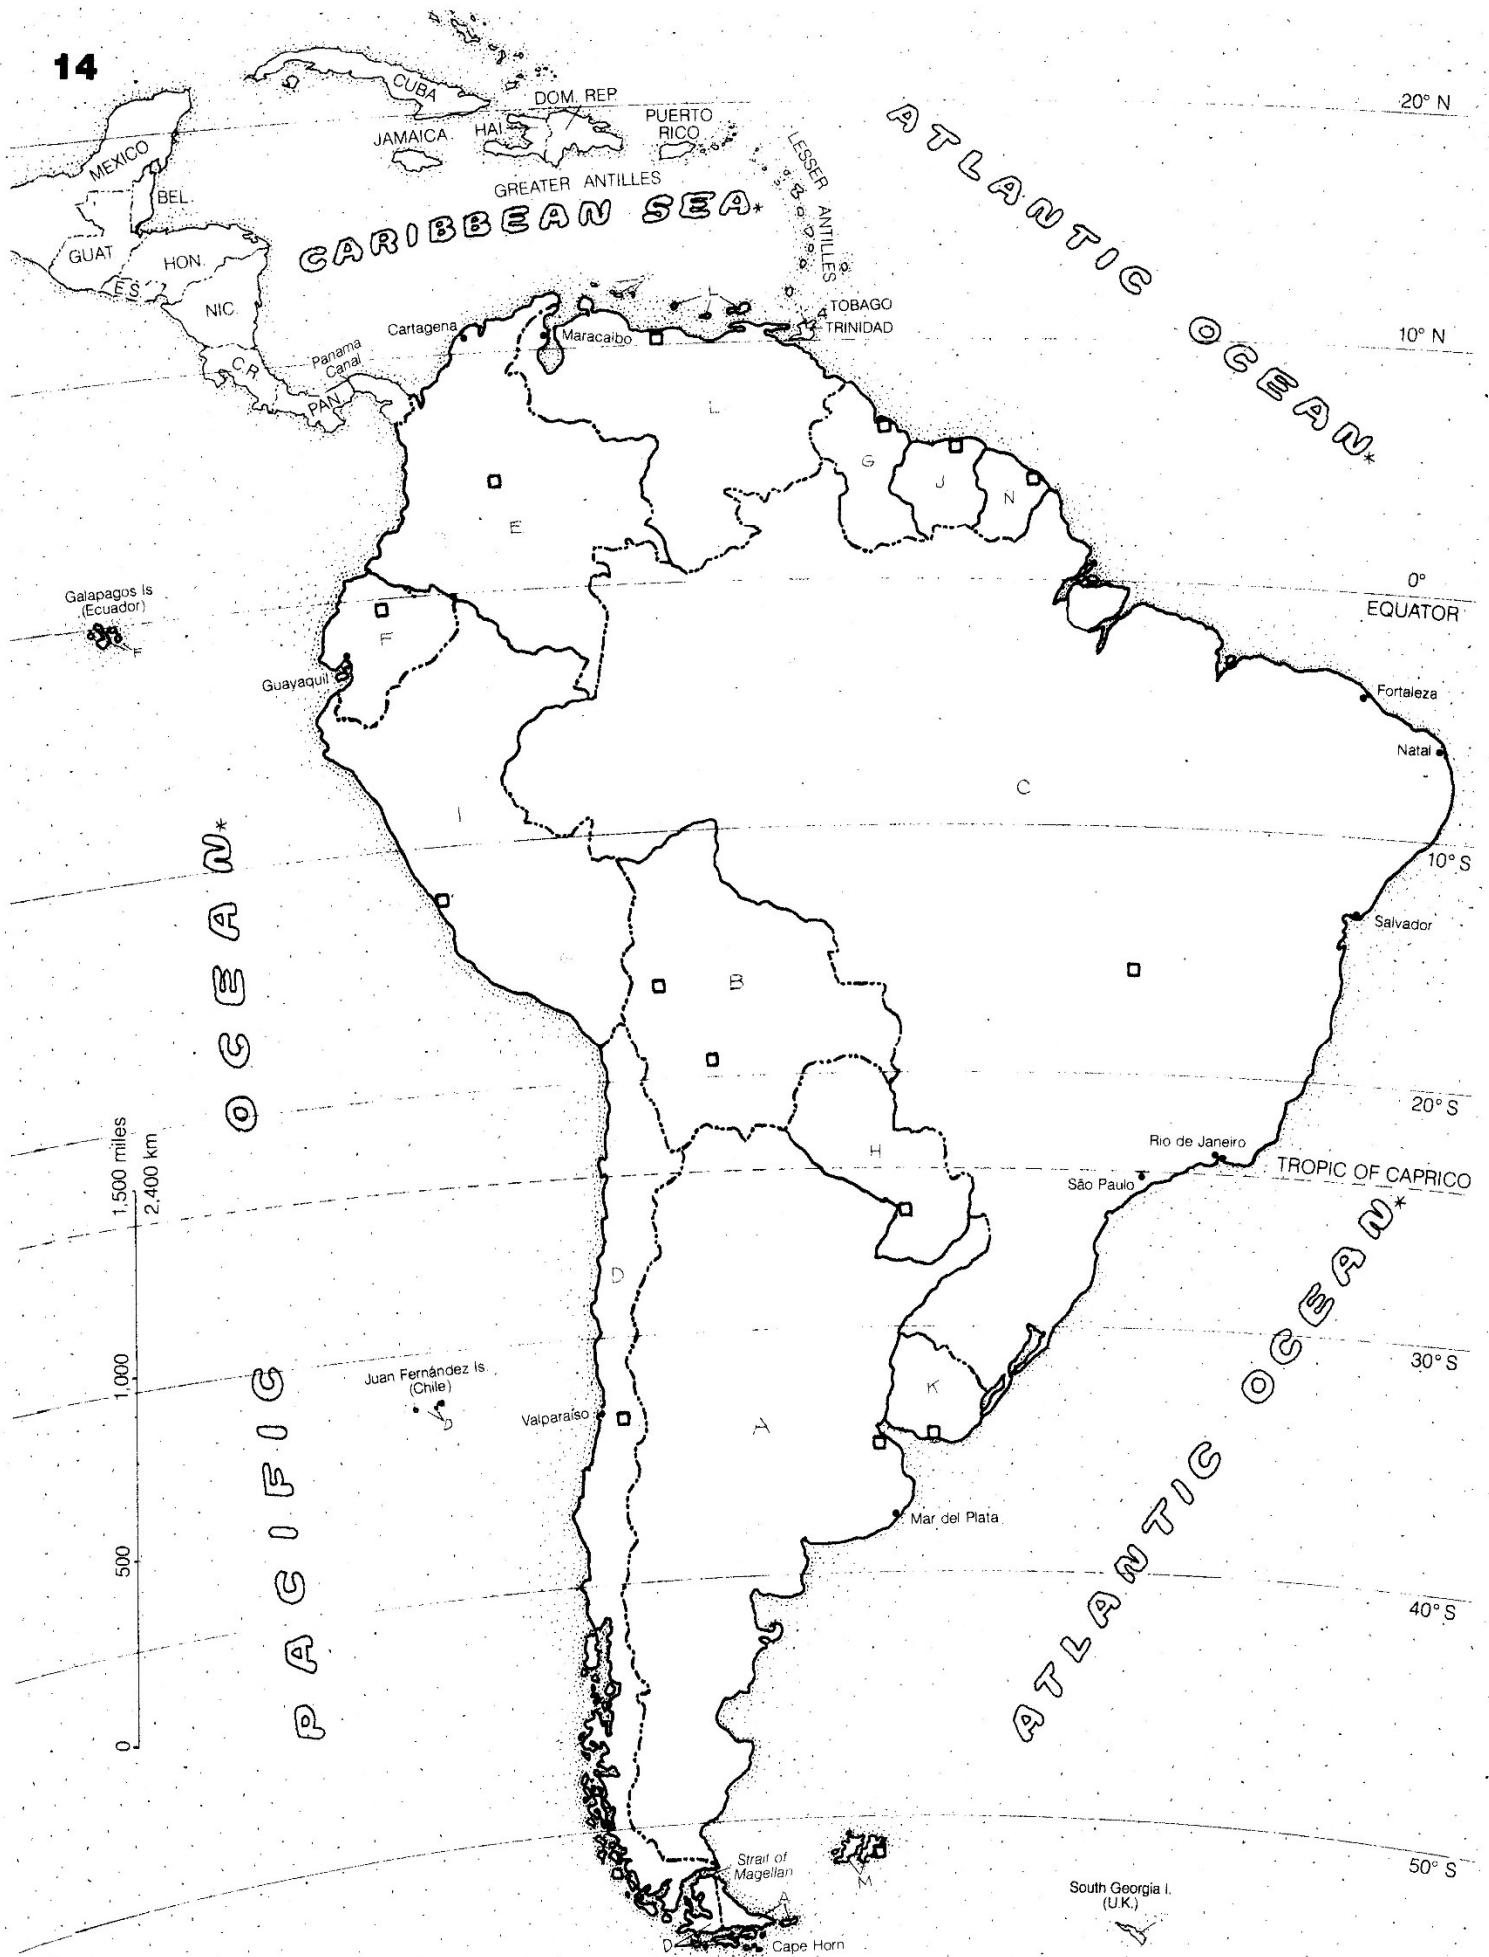 14
CUBA
DOM. REP.
JAMAICA
HAI.
PUERTO
RICO
20° N
MEXICO
BEL.
GREATER ANTILLES
LESSER ANTILLES
CARIBBEAN SEA*
ATLANTIC OCEAN*
GUAT
HON.
E.S.
NIC.
C.R.
PAN.
Panama
Canal
Cartagena
Maracaibo
L
TOBAGO
TRINIDAD
10° N
L
G
J
N
E
0°
EQUATOR
Galapagos Is
(Ecuador)
F
F
Guayaquil
Fortaleza
Natal
C
I
10° S
Salvador
B
PACIFIC OCEAN*
20° S
H
Rio de Janeiro
São Paulo
TROPIC OF CAPRICO
1,500 miles
2,400 km
1,000
500
0
D
30° S
Juan Fernández Is.
(Chile)
D
Valparaíso
A
K
Mar del Plata
ATLANTIC OCEAN*
40° S
Strait of
Magellan
M
A
50° S
South Georgia I.
(U.K.)
D
Cape Horn